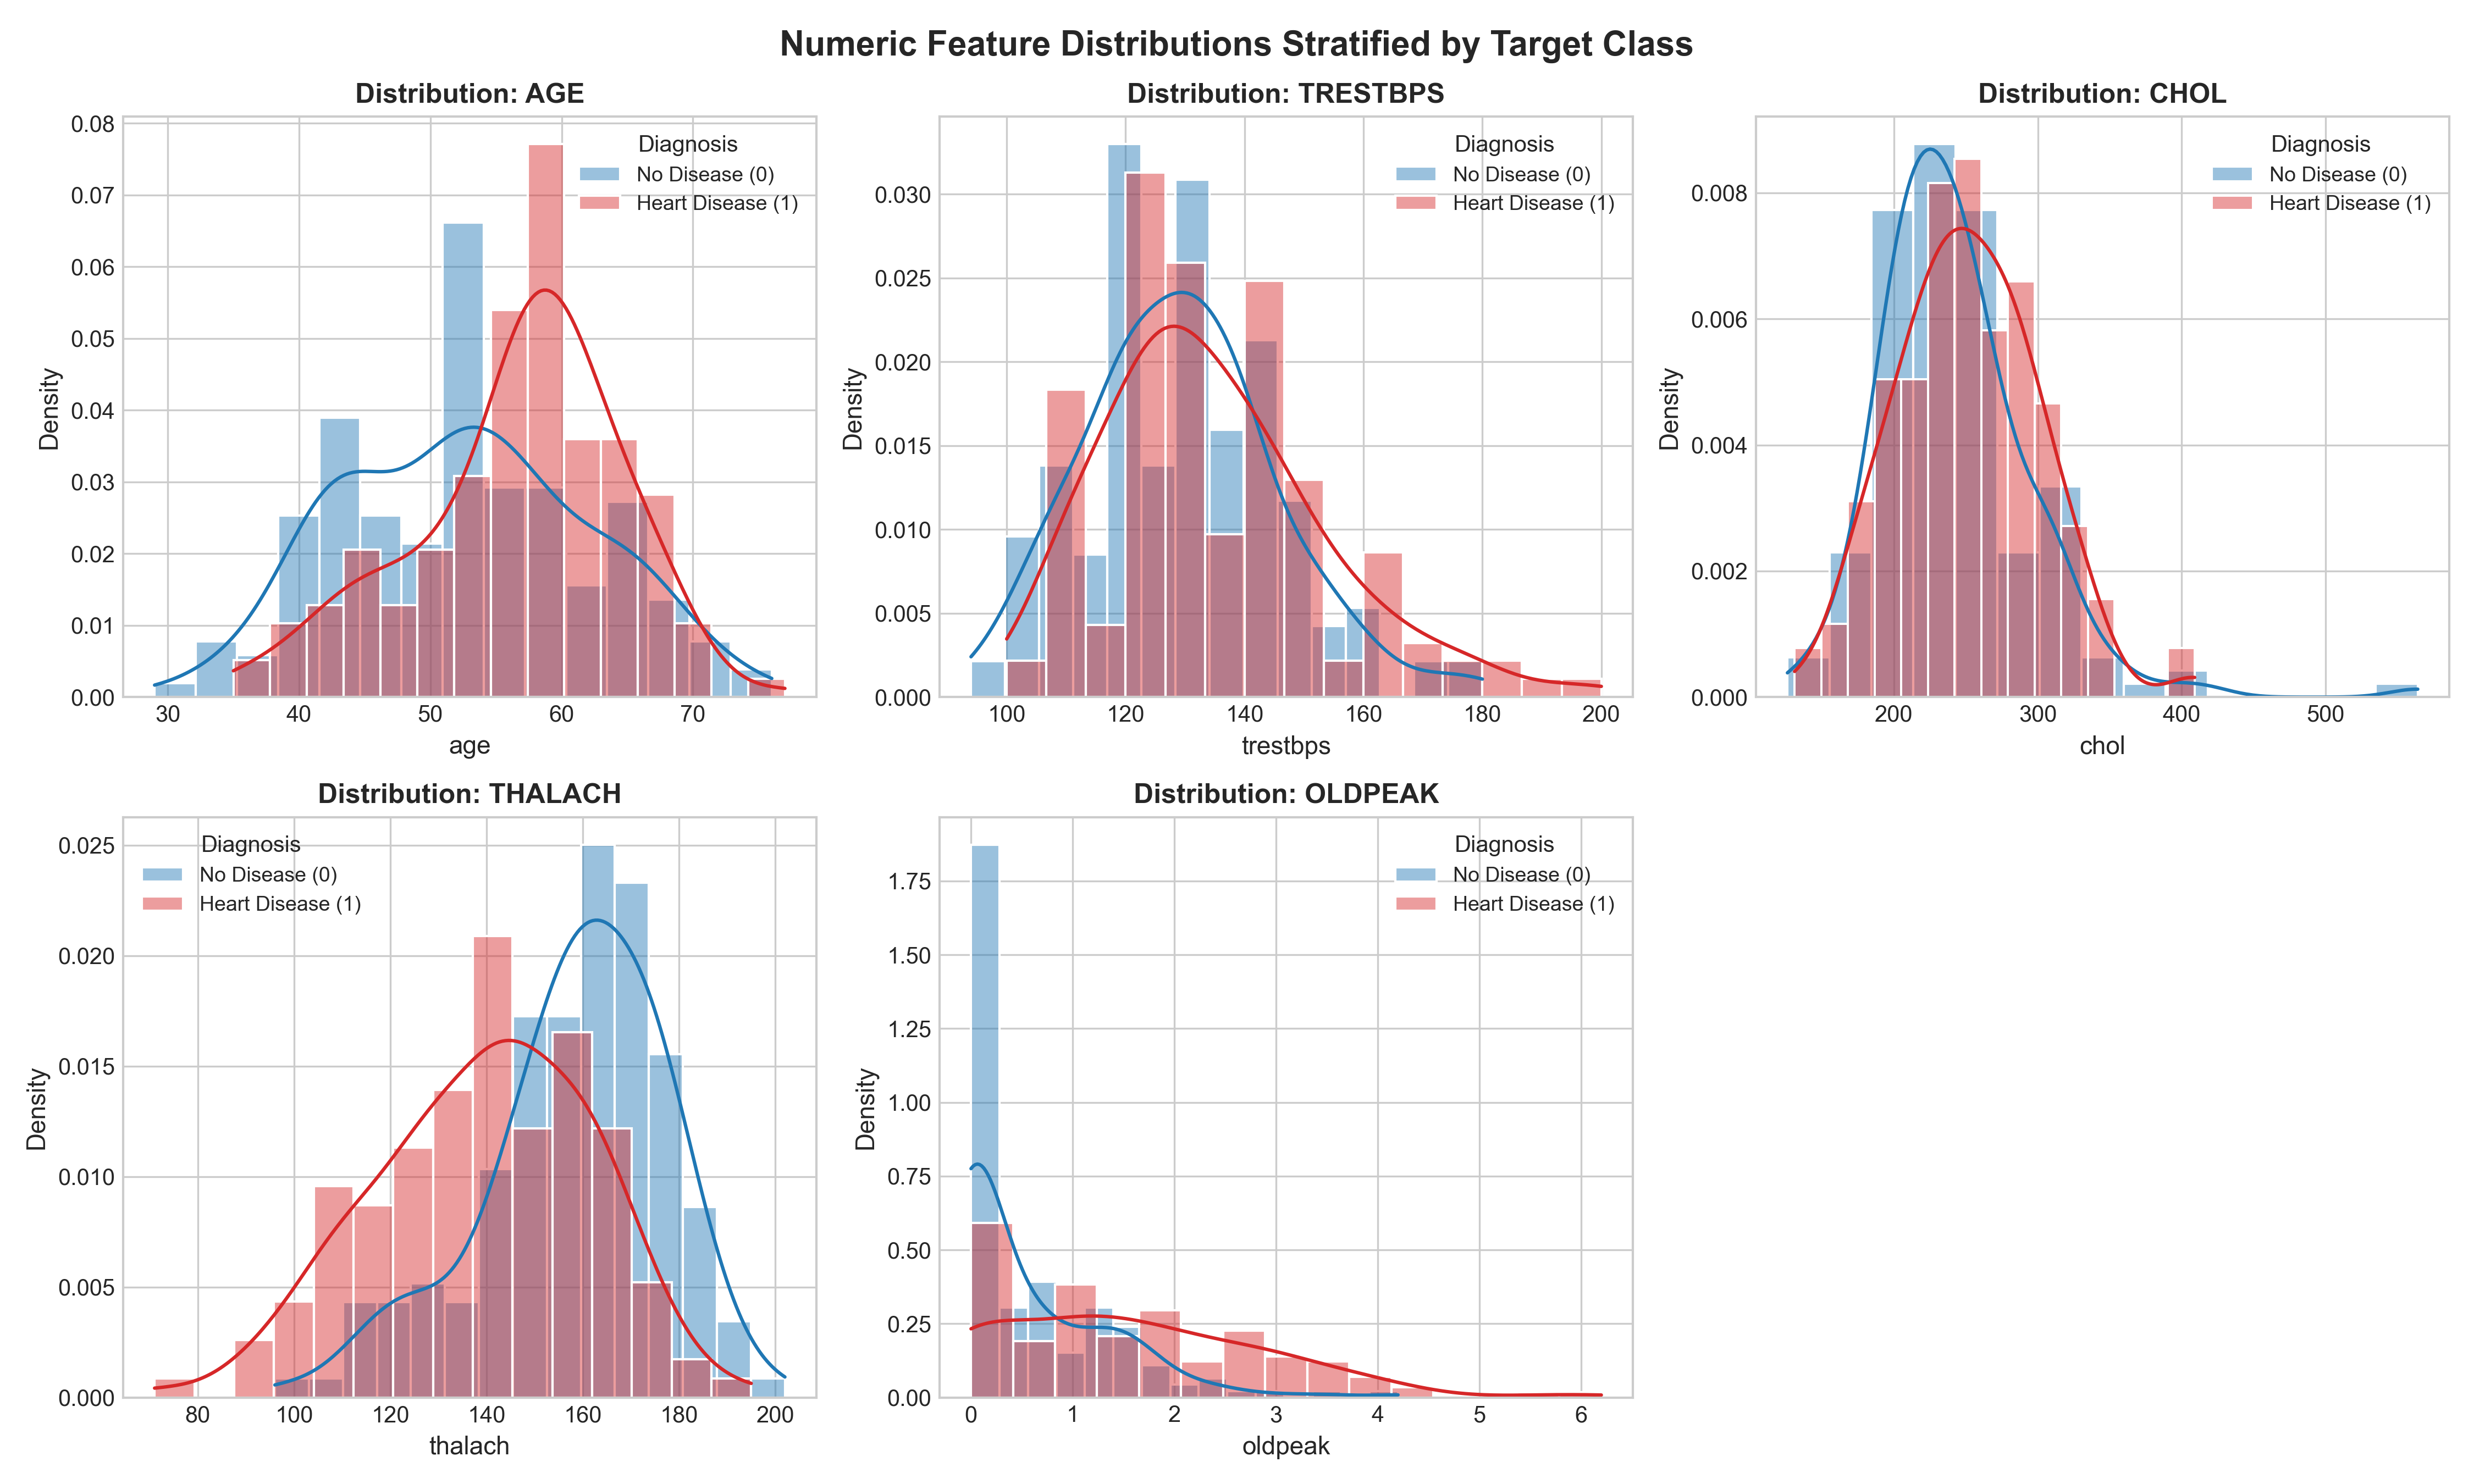 Numeric Feature Distributions Stratified by Target Class
Distribution: AGE
Density
0.08
0.07
0.06
0.05
0.04
0.03
0.02
0.01
0.00
Diagnosis
No Disease (0)
Heart Disease (1)
30 40 50 60 70
age
Distribution: TRESTBPS
Density
0.030
0.025
0.020
0.015
0.010
0.005
0.000
Diagnosis
No Disease (0)
Heart Disease (1)
100 120 140 160 180 200
trestbps
Distribution: CHOL
Density
0.008
0.006
0.004
0.002
0.000
Diagnosis
No Disease (0)
Heart Disease (1)
200 300 400 500
chol
Distribution: THALACH
Density
0.025
0.020
0.015
0.010
0.005
0.000
Diagnosis
No Disease (0)
Heart Disease (1)
80 100 120 140 160 180 200
thalach
Distribution: OLDPEAK
Density
1.75
1.50
1.25
1.00
0.75
0.50
0.25
0.00
Diagnosis
No Disease (0)
Heart Disease (1)
0 1 2 3 4 5 6
oldpeak